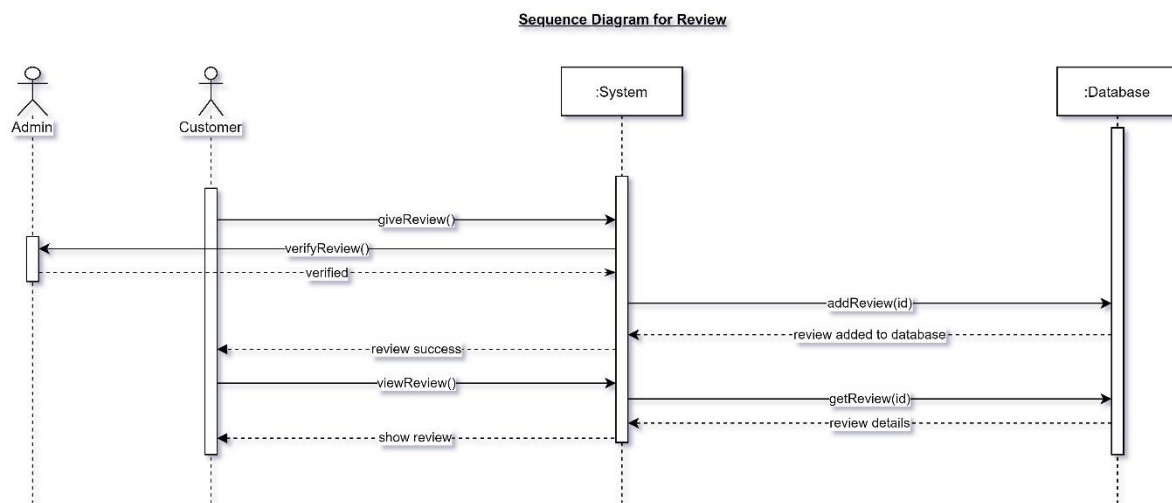 Sequence Diagram for Review
Admin
Customer
:System
:Database
giveReview()
verifyReview()
verified
addReview(id)
review added to database
review success
viewReview()
getReview(id)
review details
show review